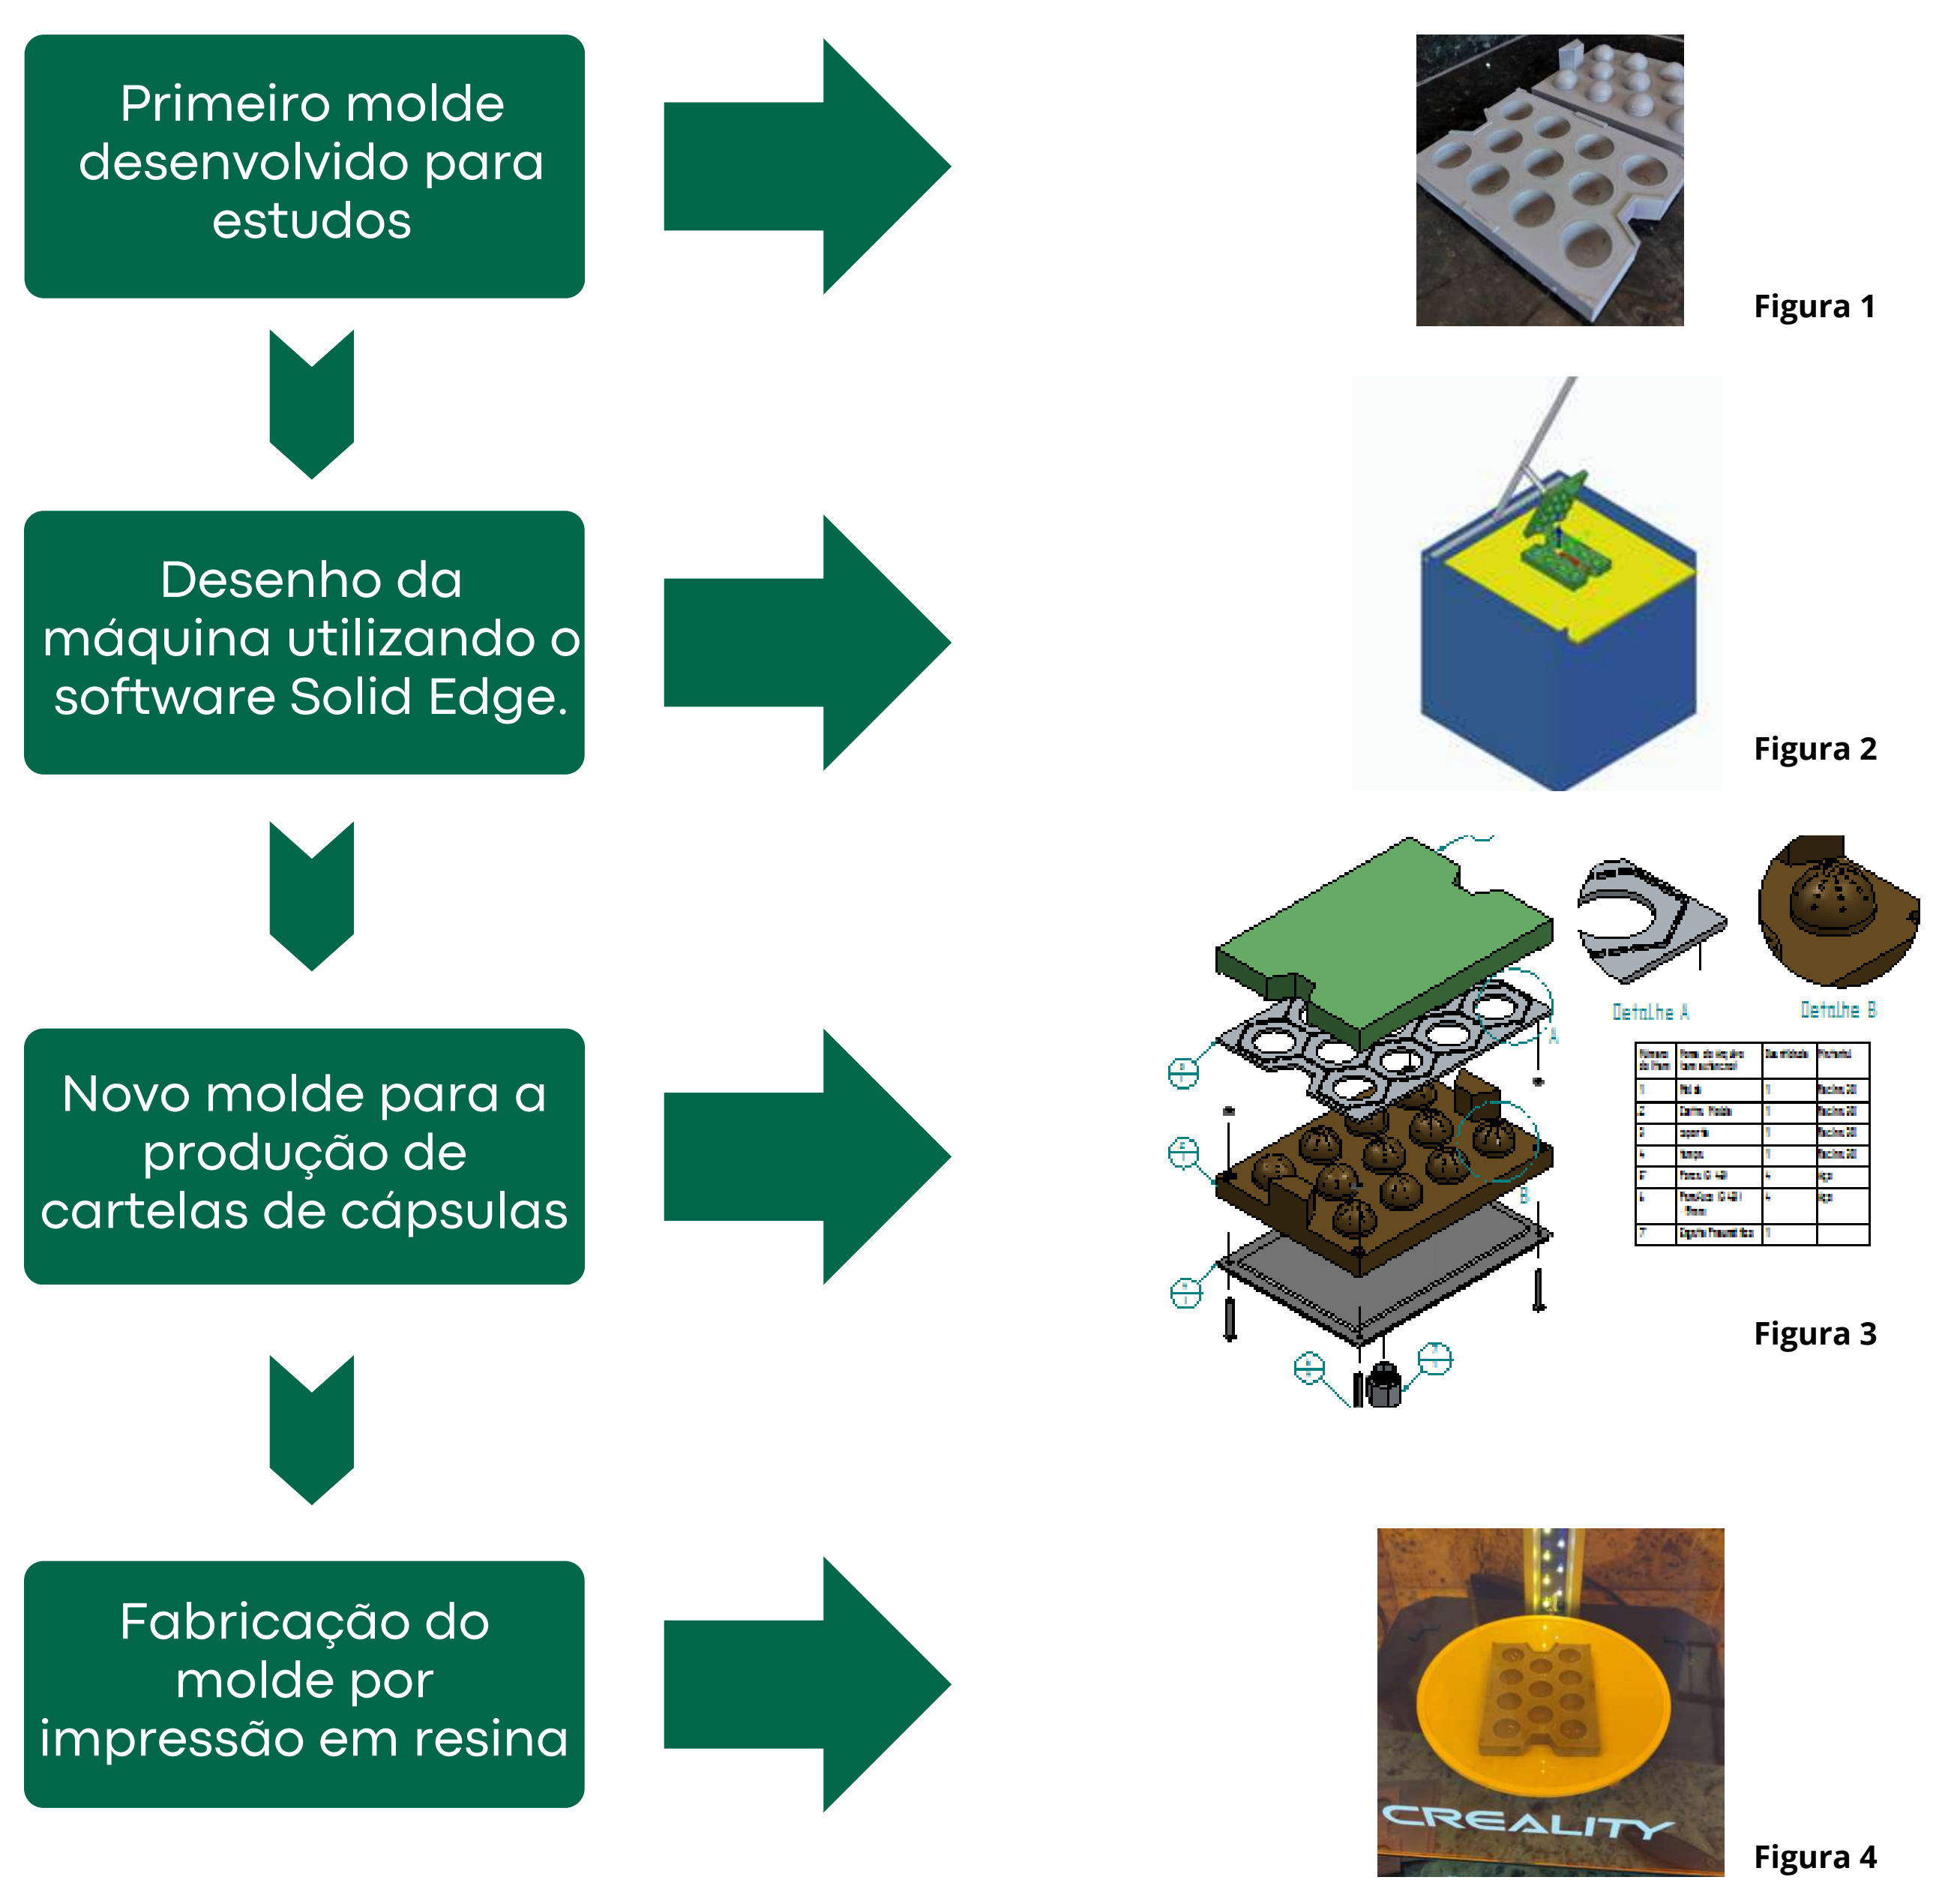 Primeiro molde
desenvolvido para
estudos
Figura 1
Desenho da
máquina utilizando o
software Solid Edge.
Figura 2
Novo molde para a
produção de
cartelas de cápsulas
Detalhe A
Detalhe B
A
B
Figura 3
Fabricação do
molde por
impressão em resina
CREALITY
Figura 4